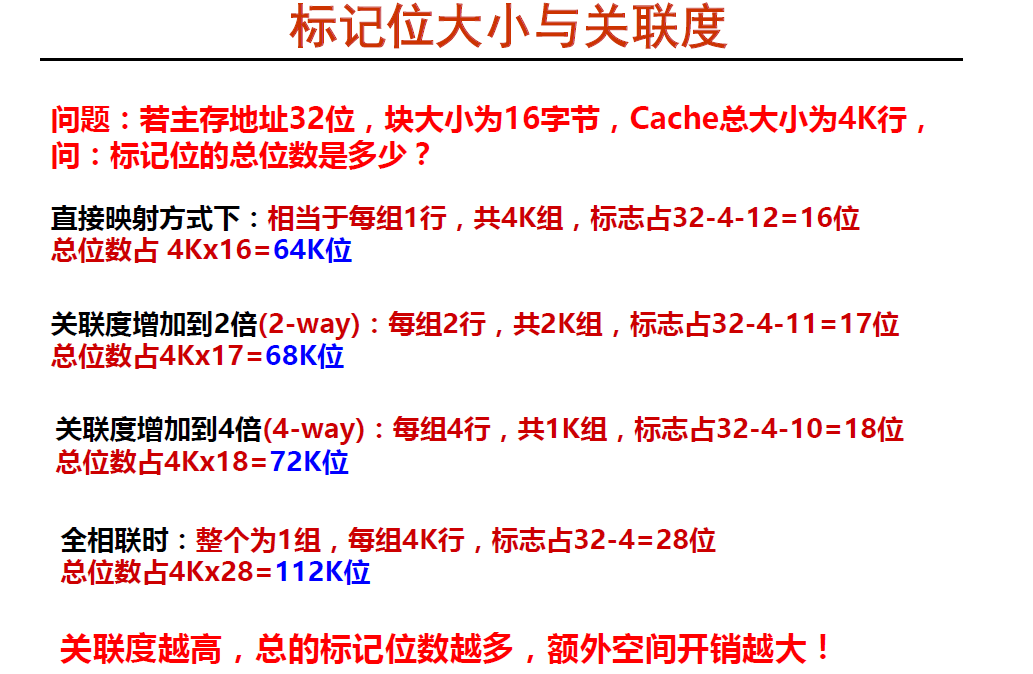 标记位大小与关联度
问题：若主存地址32位，块大小为16字节，Cache总大小为4K行，
问：标记位的总位数是多少？
直接映射方式下：相当于每组1行，共4K组，标志占32-4-12=16位
总位数占 4Kx16=64K位
关联度增加到2倍(2-way)：每组2行，共2K组，标志占32-4-11=17位
总位数占4Kx17=68K位
关联度增加到4倍(4-way)：每组4行，共1K组，标志占32-4-10=18位
总位数占4Kx18=72K位
全相联时：整个为1组，每组4K行，标志占32-4=28位
总位数占4Kx28=112K位
关联度越高，总的标记位数越多，额外空间开销越大！